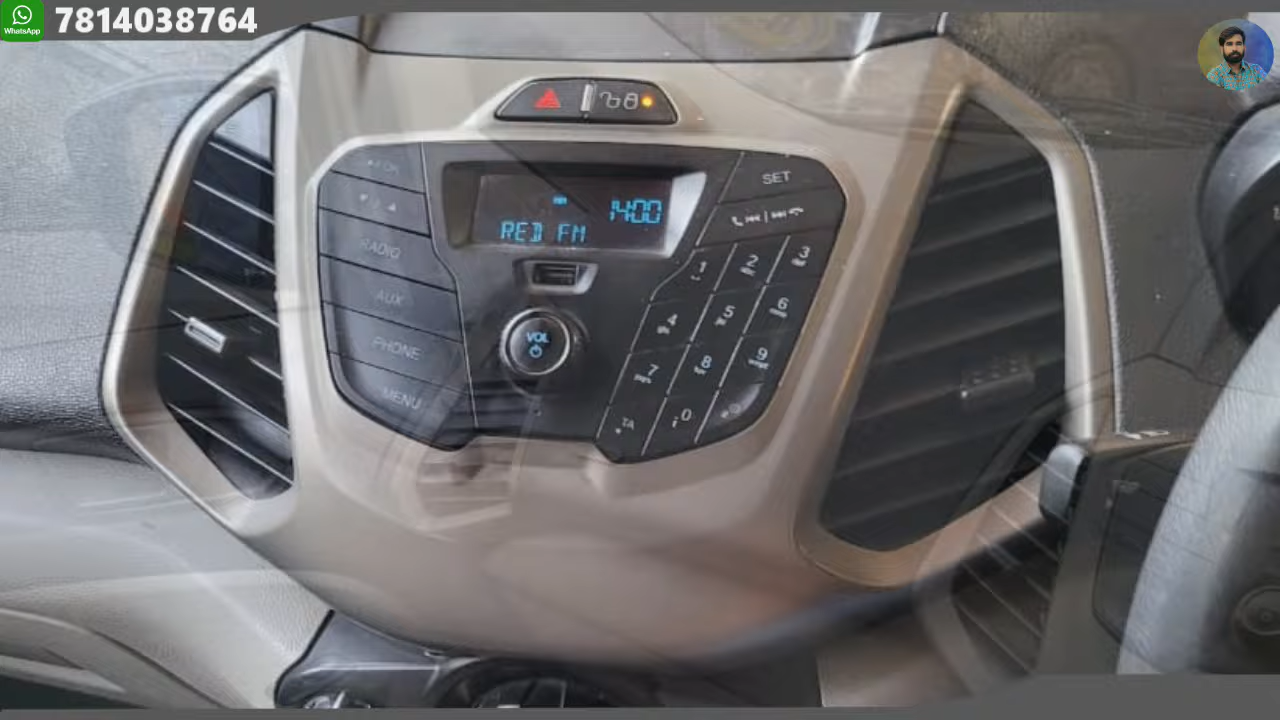 WhatsApp
7814038764
SET
1400
RED FM
RADIO
AUX
PHONE
MENU
VOL
1
2
3
4
5
6
7
8
9
0
TA